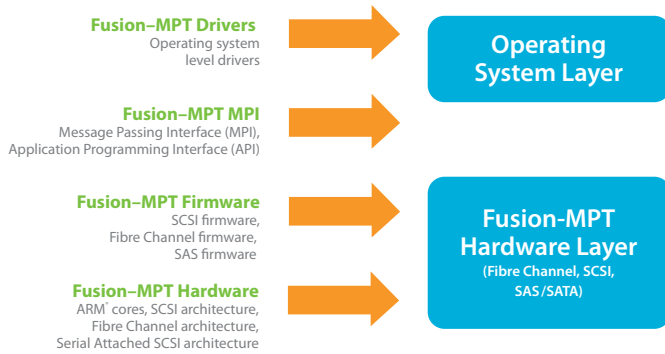 Fusion–MPT Drivers
Operating system
level drivers
Operating
System Layer
Fusion–MPT MPI
Message Passing Interface (MPI),
Application Programming Interface (API)
Fusion–MPT Firmware
SCSI firmware,
Fibre Channel firmware,
SAS firmware
Fusion-MPT
Hardware Layer
(Fibre Channel, SCSI,
SAS/SATA)
Fusion–MPT Hardware
ARM® cores, SCSI architecture,
Fibre Channel architecture,
Serial Attached SCSI architecture